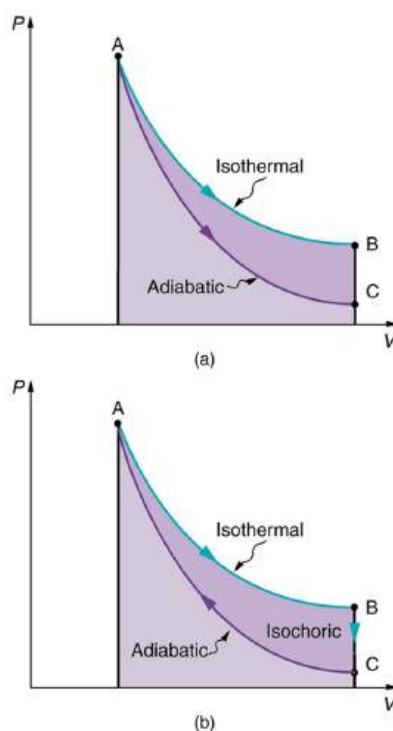 P
A
Isothermal
B
Adiabatic
C
V
(a)
P
A
Isothermal
B
Isochoric
Adiabatic
C
V
(b)